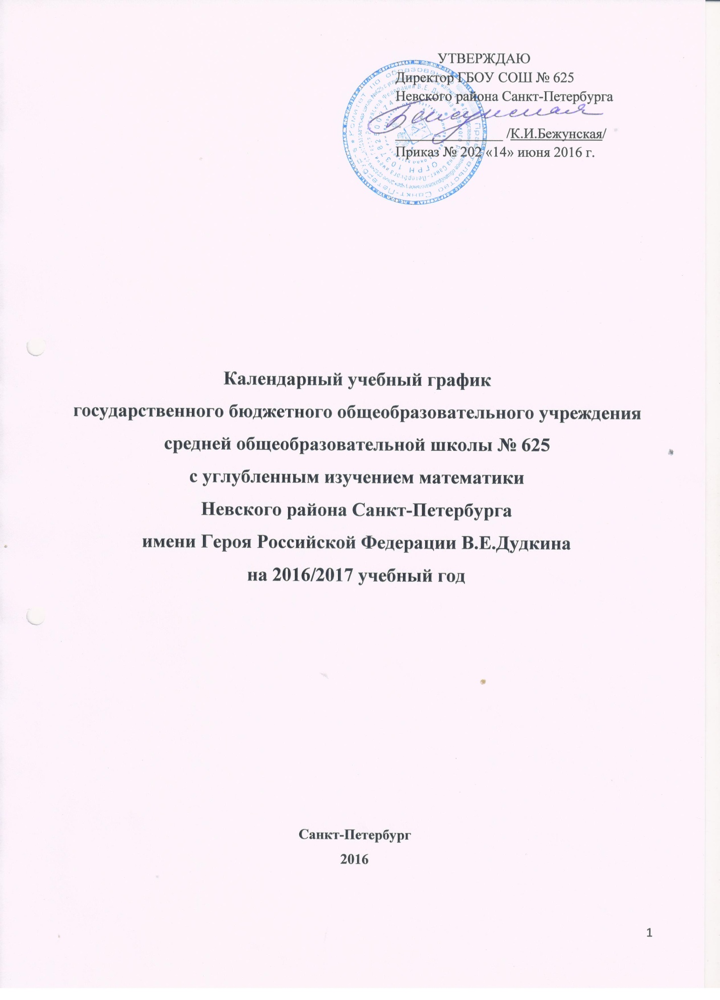 УТВЕРЖДАЮ
Директор ГБОУ СОШ № 625
Невского района Санкт-Петербурга
/К.И.Бежунская/
Приказ № 202 «14» июня 2016 г.
Календарный учебный график
государственного бюджетного общеобразовательного учреждения
средней общеобразовательной школы № 625
с углубленным изучением математики
Невского района Санкт-Петербурга
имени Героя Российской Федерации В.Е.Дудкина
на 2016/2017 учебный год
Санкт-Петербург
2016
1